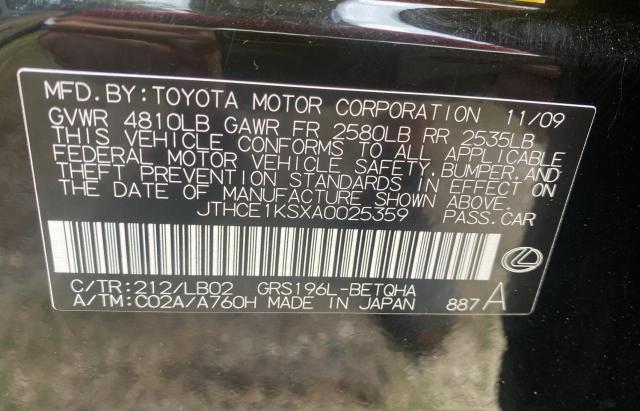 MFD.BY:TOYOTA MOTOR CORPORATION 11/09
GVWR 4810LB GAWR FR 2580LB RR 2535LB
THIS VEHICLE CONFORMS TO ALL APPLICABLE
FEDERAL MOTOR VEHICLE SAFETY,BUMPER,AND
THEFT PREVENTION STANDARDS IN EFFECT ON
THE DATE OF MANUFACTURE SHOWN ABOVE.
JTHCE1KSXA0025359 PASS.CAR
C/TR:212/LB02 GRS196L-BETQHA
A/TM:C02A/A760H MADE IN JAPAN 887A